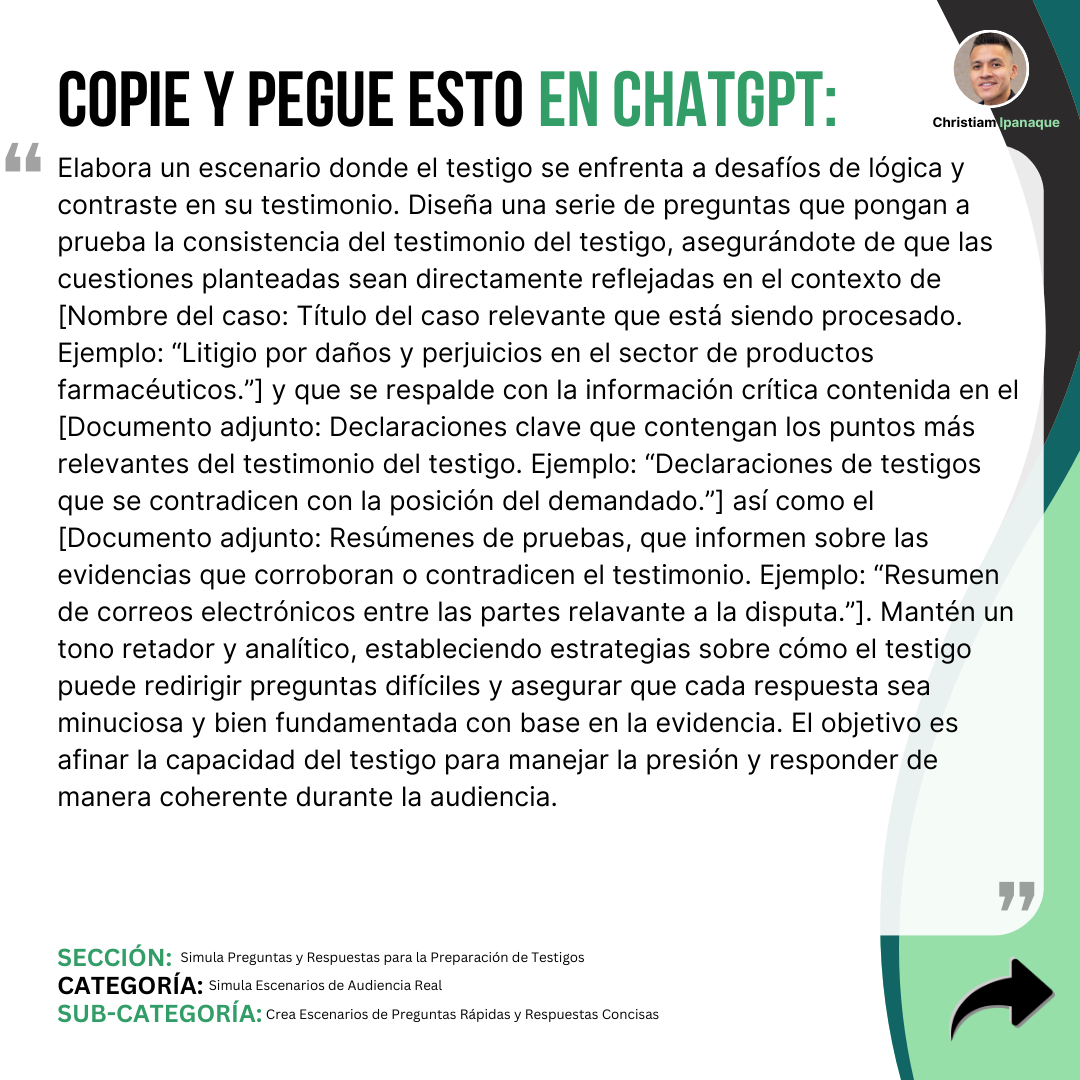 COPIE Y PEGUE ESTO EN CHATGPT:
Christiam Ipanaque
“
Elabora un escenario donde el testigo se enfrenta a desafíos de lógica y
contraste en su testimonio. Diseña una serie de preguntas que pongan a
prueba la consistencia del testimonio del testigo, asegurándote de que las
cuestiones planteadas sean directamente reflejadas en el contexto de
[Nombre del caso: Título del caso relevante que está siendo procesado.
Ejemplo: “Litigio por daños y perjuicios en el sector de productos
farmacéuticos.”] y que se respalde con la información crítica contenida en el
[Documento adjunto: Declaraciones clave que contengan los puntos más
relevantes del testimonio del testigo. Ejemplo: “Declaraciones de testigos
que se contradicen con la posición del demandado.”] así como el
[Documento adjunto: Resúmenes de pruebas, que informen sobre las
evidencias que corroboran o contradicen el testimonio. Ejemplo: “Resumen
de correos electrónicos entre las partes relavante a la disputa.”]. Mantén un
tono retador y analítico, estableciendo estrategias sobre cómo el testigo
puede redirigir preguntas difíciles y asegurar que cada respuesta sea
minuciosa y bien fundamentada con base en la evidencia. El objetivo es
afinar la capacidad del testigo para manejar la presión y responder de
manera coherente durante la audiencia.
”
SECCIÓN: Simula Preguntas y Respuestas para la Preparación de Testigos
CATEGORÍA: Simula Escenarios de Audiencia Real
SUB-CATEGORÍA: Crea Escenarios de Preguntas Rápidas y Respuestas Concisas